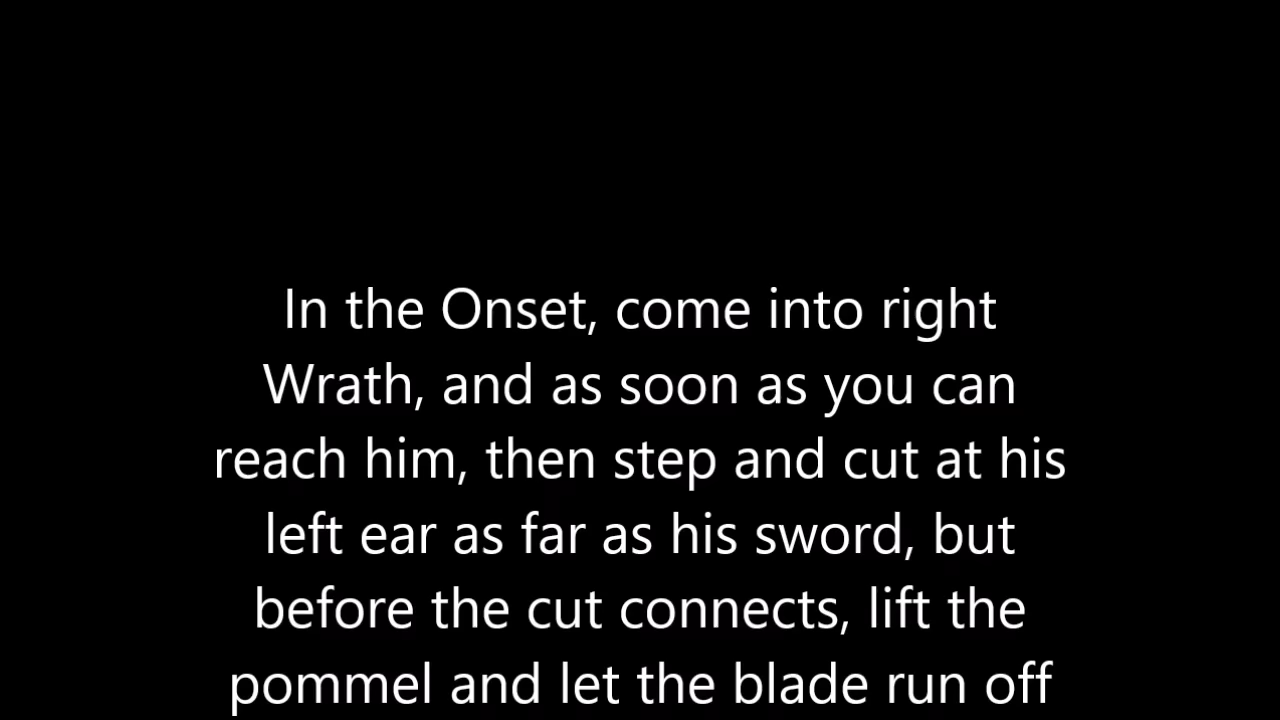 In the Onset, come into right
Wrath, and as soon as you can
reach him, then step and cut at his
left ear as far as his sword, but
before the cut connects, lift the
pommel and let the blade run off